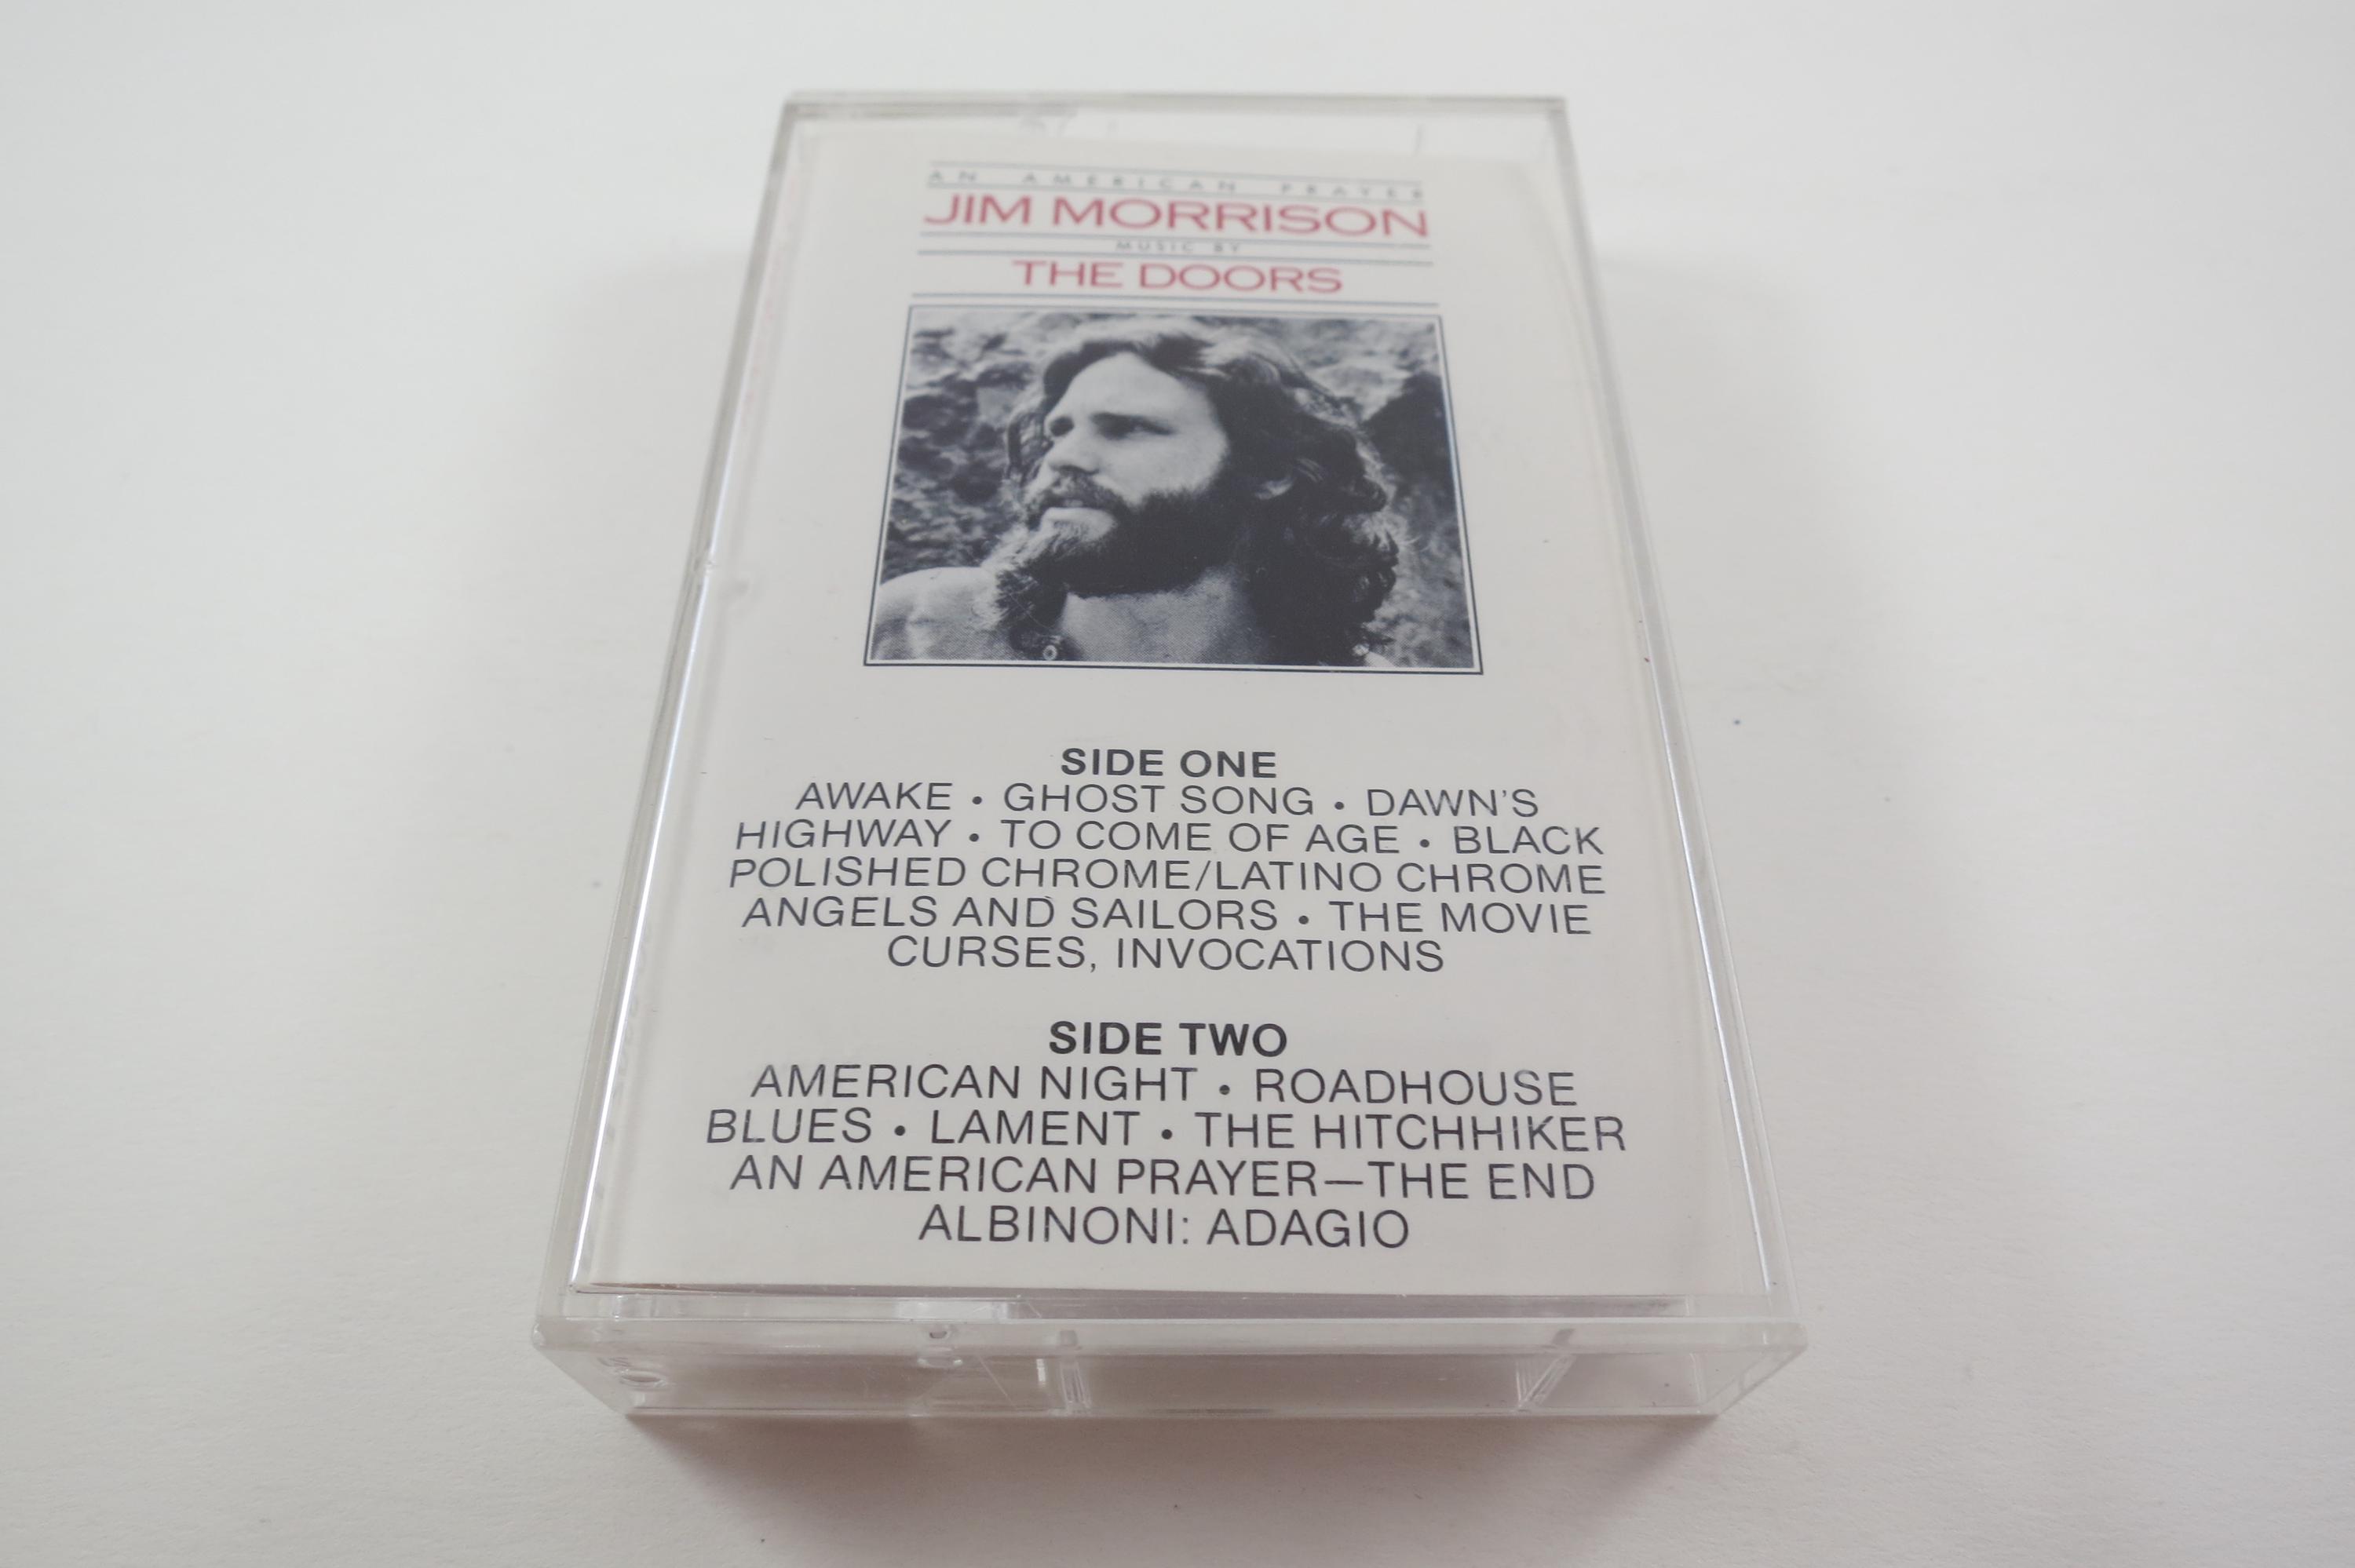 AN AMERICAN PRAYER
JIM MORRISON
MUSIC BY
THE DOORS
SIDE ONE
AWAKE • GHOST SONG • DAWN'S
HIGHWAY • TO COME OF AGE • BLACK
POLISHED CHROME/LATINO CHROME
ANGELS AND SAILORS • THE MOVIE
CURSES, INVOCATIONS
SIDE TWO
AMERICAN NIGHT • ROADHOUSE
BLUES • LAMENT • THE HITCHHIKER
AN AMERICAN PRAYER—THE END
ALBINONI: ADAGIO